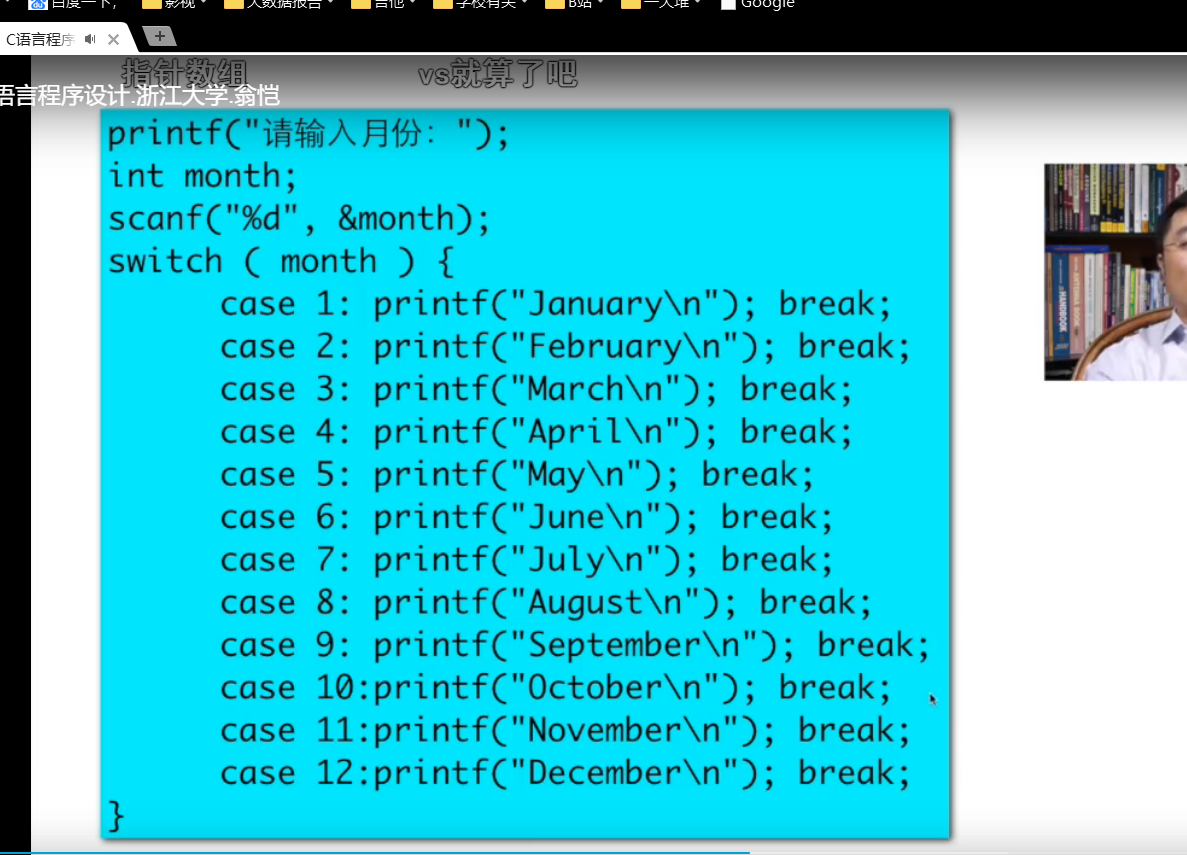 百度一下, 影视 大数据报告 吉他 学校有关 B站 一大堆 Google
C语言程序
指针数组 vs就算了吧
语言程序设计.浙江大学.翁恺
printf("请输入月份：");
int month;
scanf("%d", &month);
switch ( month ) {
case 1: printf("January\n"); break;
case 2: printf("February\n"); break;
case 3: printf("March\n"); break;
case 4: printf("April\n"); break;
case 5: printf("May\n"); break;
case 6: printf("June\n"); break;
case 7: printf("July\n"); break;
case 8: printf("August\n"); break;
case 9: printf("September\n"); break;
case 10:printf("October\n"); break;
case 11:printf("November\n"); break;
case 12:printf("December\n"); break;
}
HANDBOOK